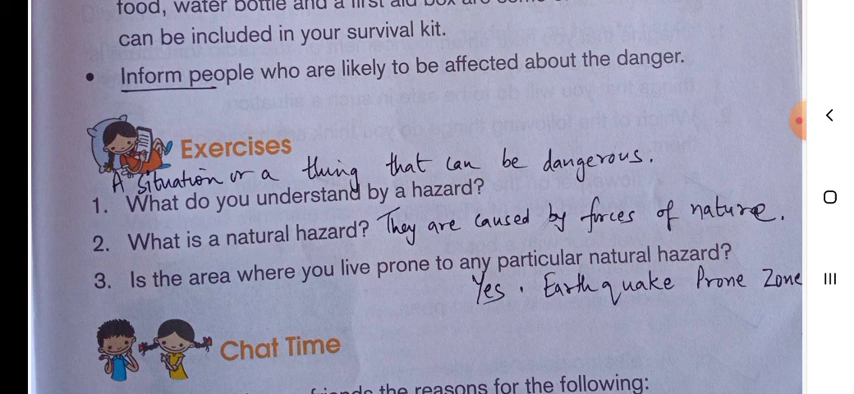 food, water bottle and a first aid box are some
can be included in your survival kit.
• Inform people who are likely to be affected about the danger.
Exercises
A situation or a thing that can be dangerous.
1. What do you understand by a hazard?
2. What is a natural hazard? They are caused by forces of nature.
3. Is the area where you live prone to any particular natural hazard?
Yes. Earthquake Prone Zone
Chat Time
friends the reasons for the following: